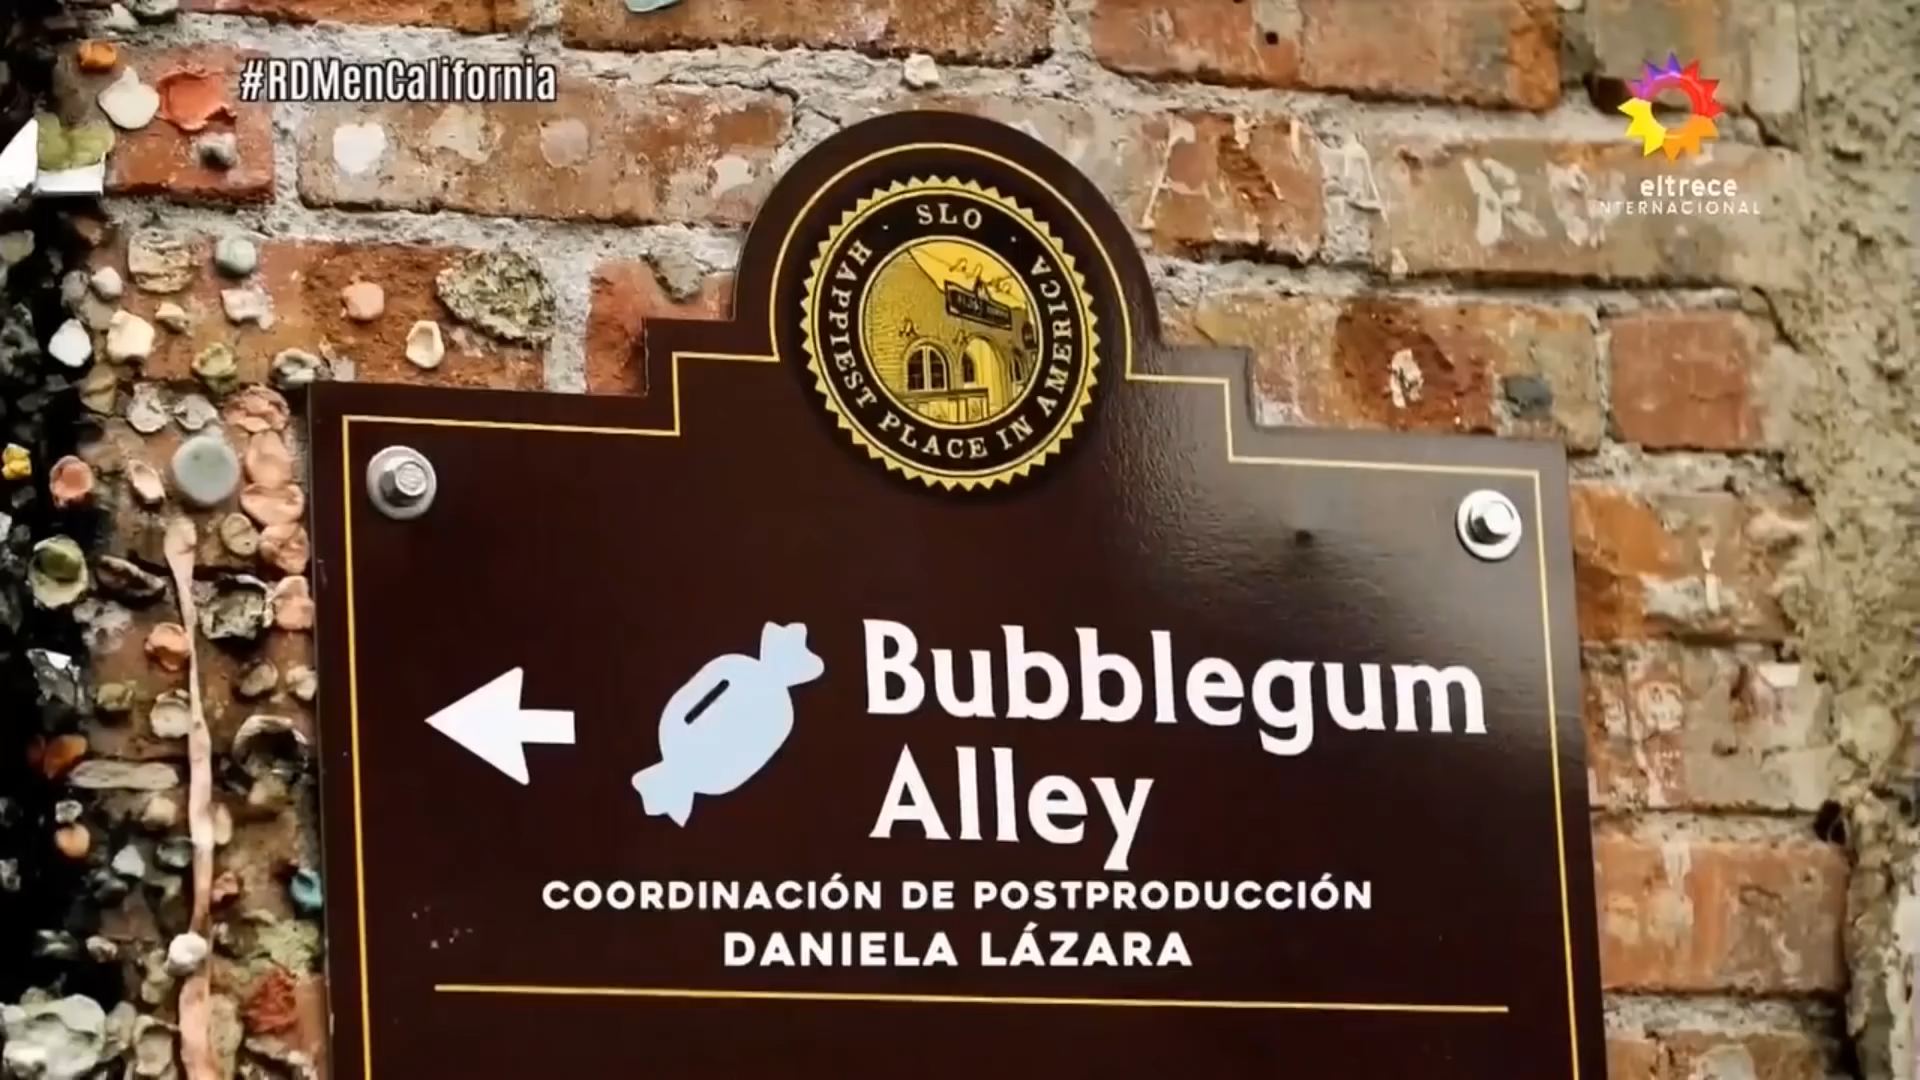 #RDMenCalifornia
eltrece
INTERNACIONAL
SLO · HAPPIEST PLACE IN AMERICA ·
Bubblegum
Alley
COORDINACIÓN DE POSTPRODUCCIÓN
DANIELA LÁZARA